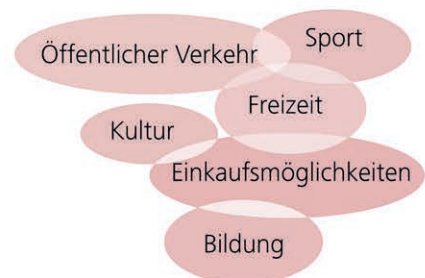 Öffentlicher Verkehr
Sport
Freizeit
Kultur
Einkaufsmöglichkeiten
Bildung